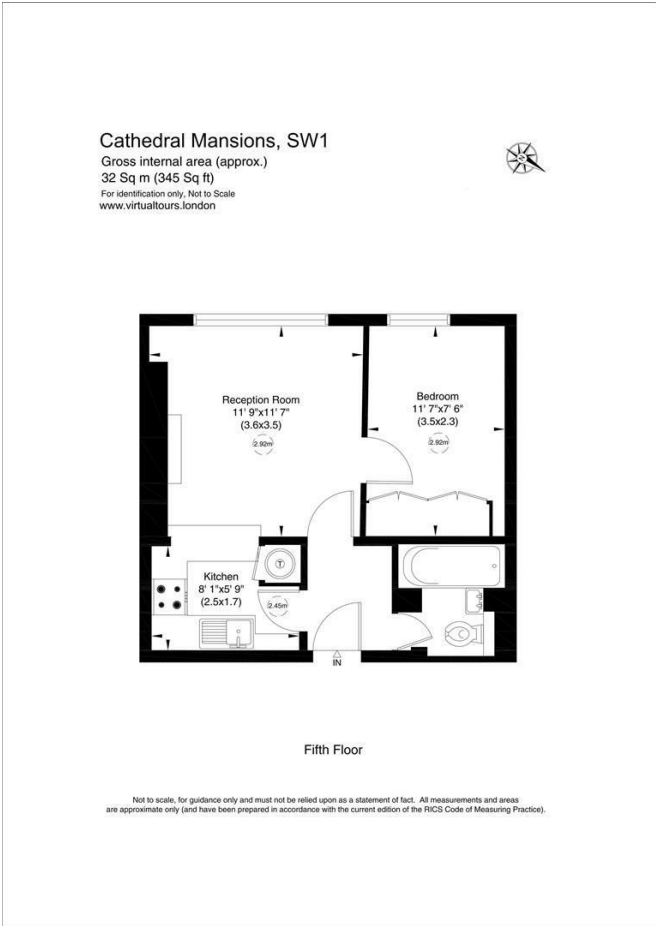 Cathedral Mansions, SW1
Gross internal area (approx.)
32 Sq m (345 Sq ft)
For identification only, Not to Scale
www.virtualtours.london
Reception Room
11' 9"x11' 7"
(3.6x3.5)
2.92m
Bedroom
11' 7"x7' 6"
(3.5x2.3)
2.92m
Kitchen
8' 1"x5' 9"
(2.5x1.7)
T
2.45m
IN
Fifth Floor
Not to scale, for guidance only and must not be relied upon as a statement of fact. All measurements and areas
are approximate only (and have been prepared in accordance with the current edition of the RICS Code of Measuring Practice).